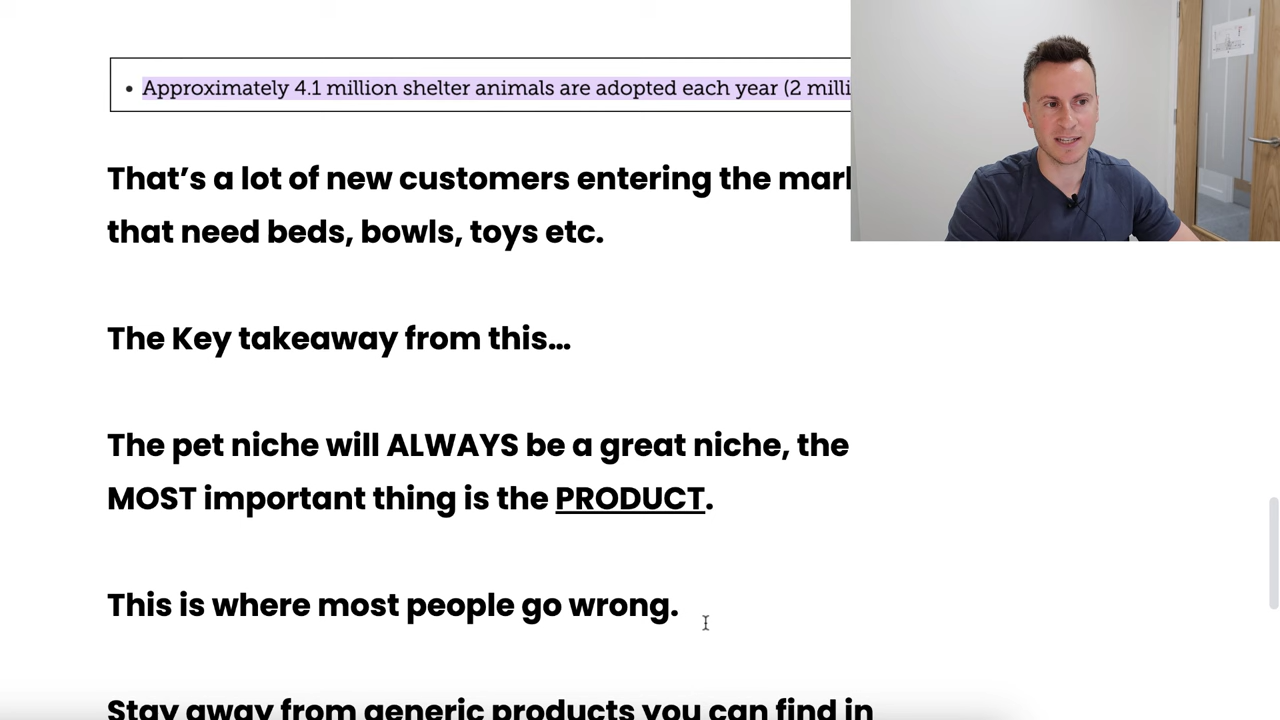 • Approximately 4.1 million shelter animals are adopted each year (2 milli
That’s a lot of new customers entering the mark
that need beds, bowls, toys etc.
The Key takeaway from this...
The pet niche will ALWAYS be a great niche, the
MOST important thing is the PRODUCT.
This is where most people go wrong.
Stay away from generic products you can find in